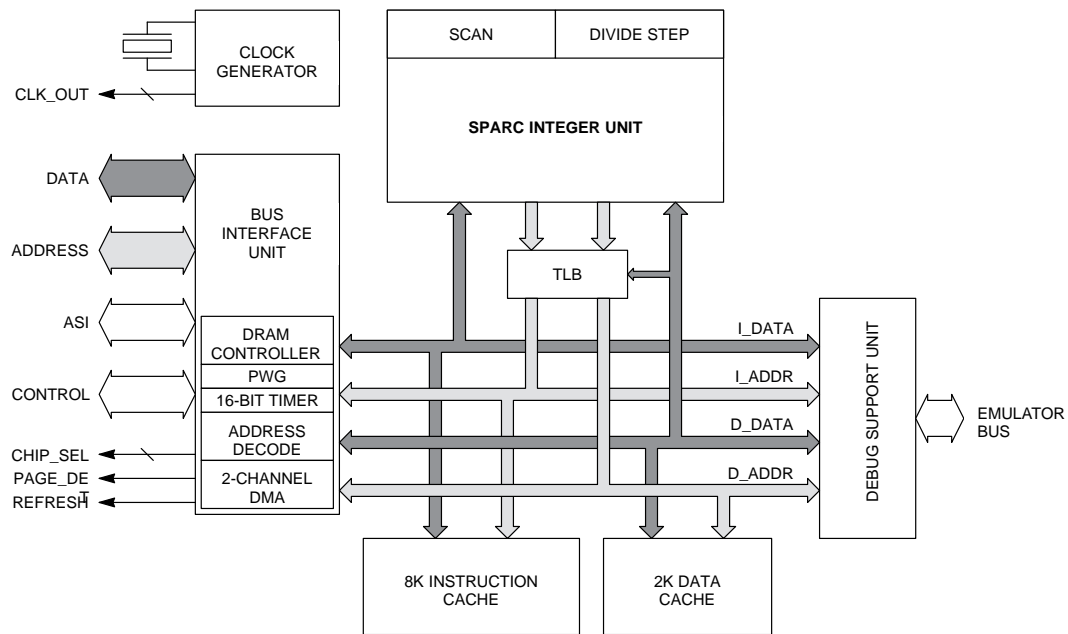 SCAN
DIVIDE STEP
CLOCK
GENERATOR
CLK_OUT
SPARC INTEGER UNIT
DATA
BUS
INTERFACE
UNIT
ADDRESS
TLB
ASI
DRAM
CONTROLLER
I_DATA
PWG
I_ADDR
CONTROL
16-BIT TIMER
ADDRESS
DECODE
D_DATA
CHIP_SEL
PAGE_DE
T
REFRESH
2-CHANNEL
DMA
D_ADDR
DEBUG SUPPORT UNIT
EMULATOR
BUS
8K INSTRUCTION
CACHE
2K DATA
CACHE